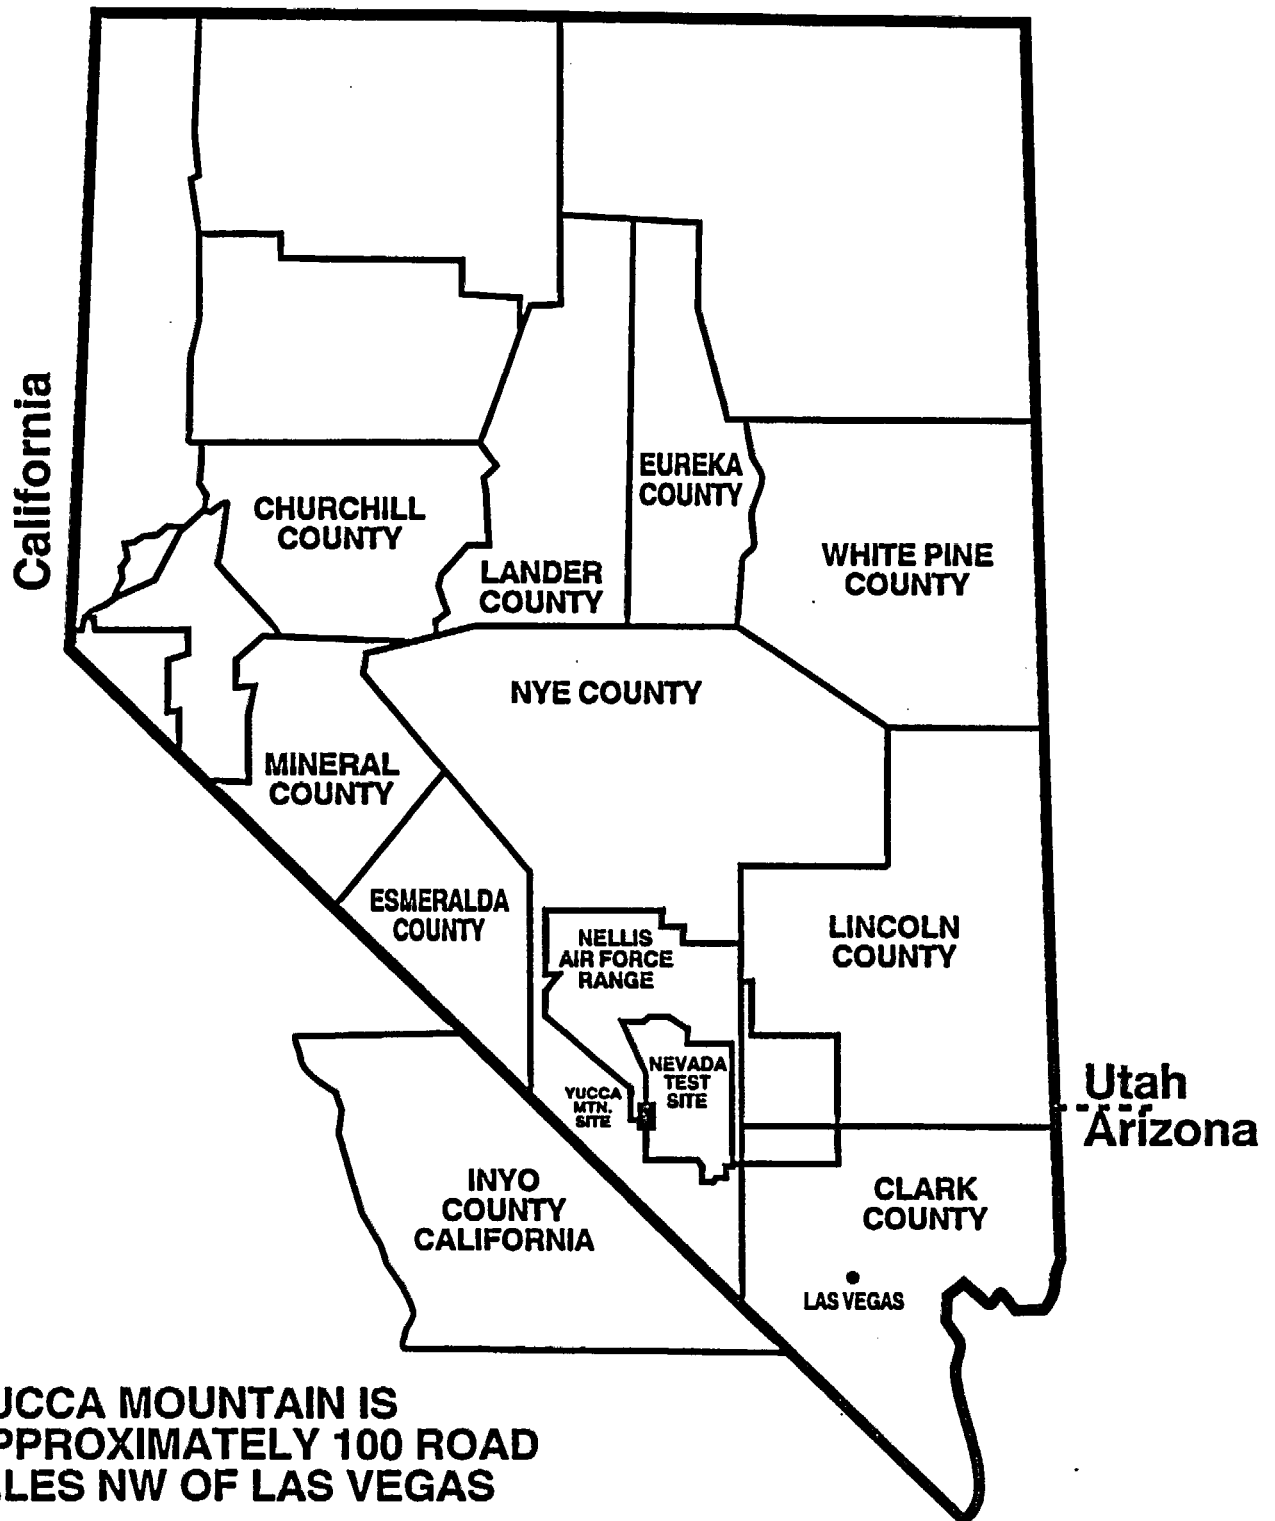 California
EUREKA
COUNTY
CHURCHILL
COUNTY
WHITE PINE
COUNTY
LANDER
COUNTY
NYE COUNTY
MINERAL
COUNTY
ESMERALDA
COUNTY
LINCOLN
COUNTY
NELLIS
AIR FORCE
RANGE
NEVADA
TEST
SITE
YUCCA
MTN.
SITE
Utah
Arizona
INYO
COUNTY
CALIFORNIA
CLARK
COUNTY
LAS VEGAS
UCCA MOUNTAIN IS
PPROXIMATELY 100 ROAD
LES NW OF LAS VEGAS